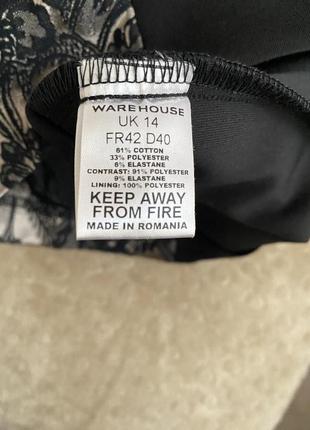 WAREHOUSE
UK 14
FR42 D40
61% COTTON
33% POLYESTER
6% ELASTANE
CONTRAST: 91% POLYESTER
9% ELASTANE
LINING: 100% POLYESTER
KEEP AWAY
FROM FIRE
MADE IN ROMANIA